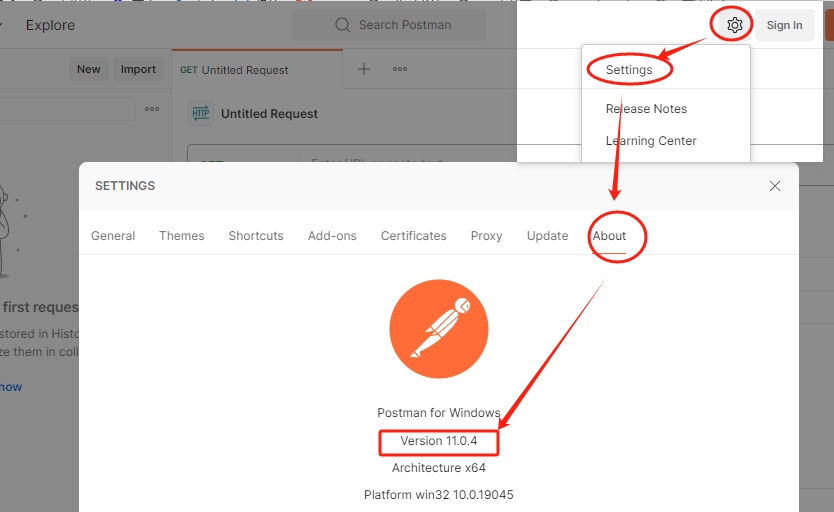 Explore
Search Postman
Sign In
New
Import
GET Untitled Request
Settings
HTTP
Untitled Request
Release Notes
Learning Center
SETTINGS
General
Themes
Shortcuts
Add-ons
Certificates
Proxy
Update
About
first reques
stored in Histo
ze them in coll
how
Postman for Windows
Version 11.0.4
Architecture x64
Platform win32 10.0.19045